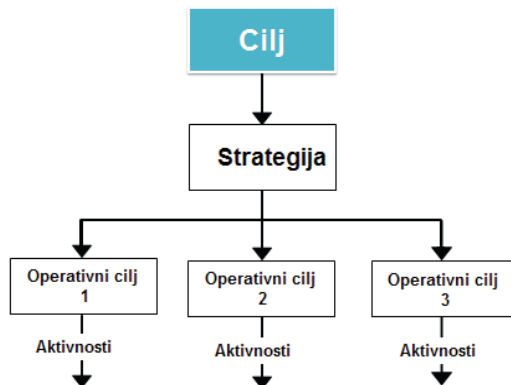 Cilj
Strategija
Operativni cilj
1
Operativni cilj
2
Operativni cilj
3
Aktivnosti
Aktivnosti
Aktivnosti